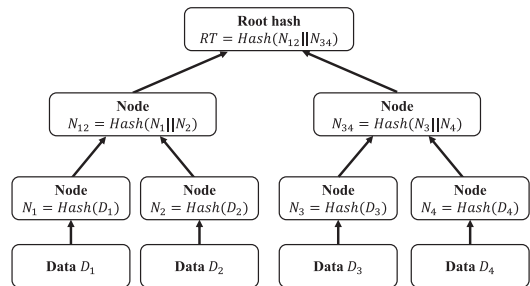 Root hash
RT = Hash(N₁₂||N₃₄)
Node
N₁₂ = Hash(N₁||N₂)
Node
N₃₄ = Hash(N₃||N₄)
Node
N₁ = Hash(D₁)
Node
N₂ = Hash(D₂)
Node
N₃ = Hash(D₃)
Node
N₄ = Hash(D₄)
Data D₁
Data D₂
Data D₃
Data D₄